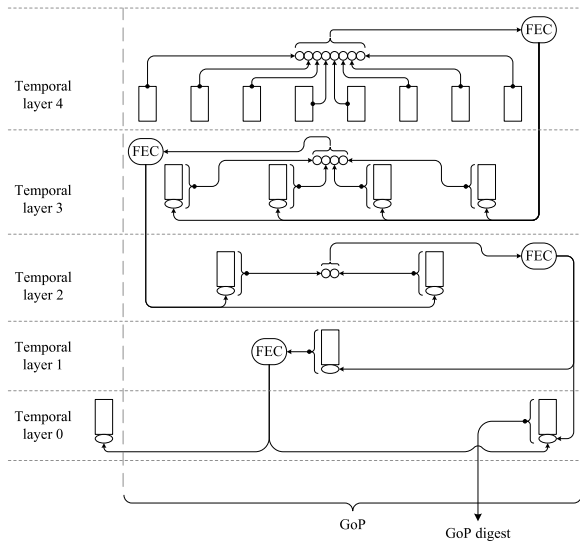 FEC
Temporal
layer 4
FEC
Temporal
layer 3
FEC
Temporal
layer 2
FEC
Temporal
layer 1
Temporal
layer 0
GoP
GoP digest